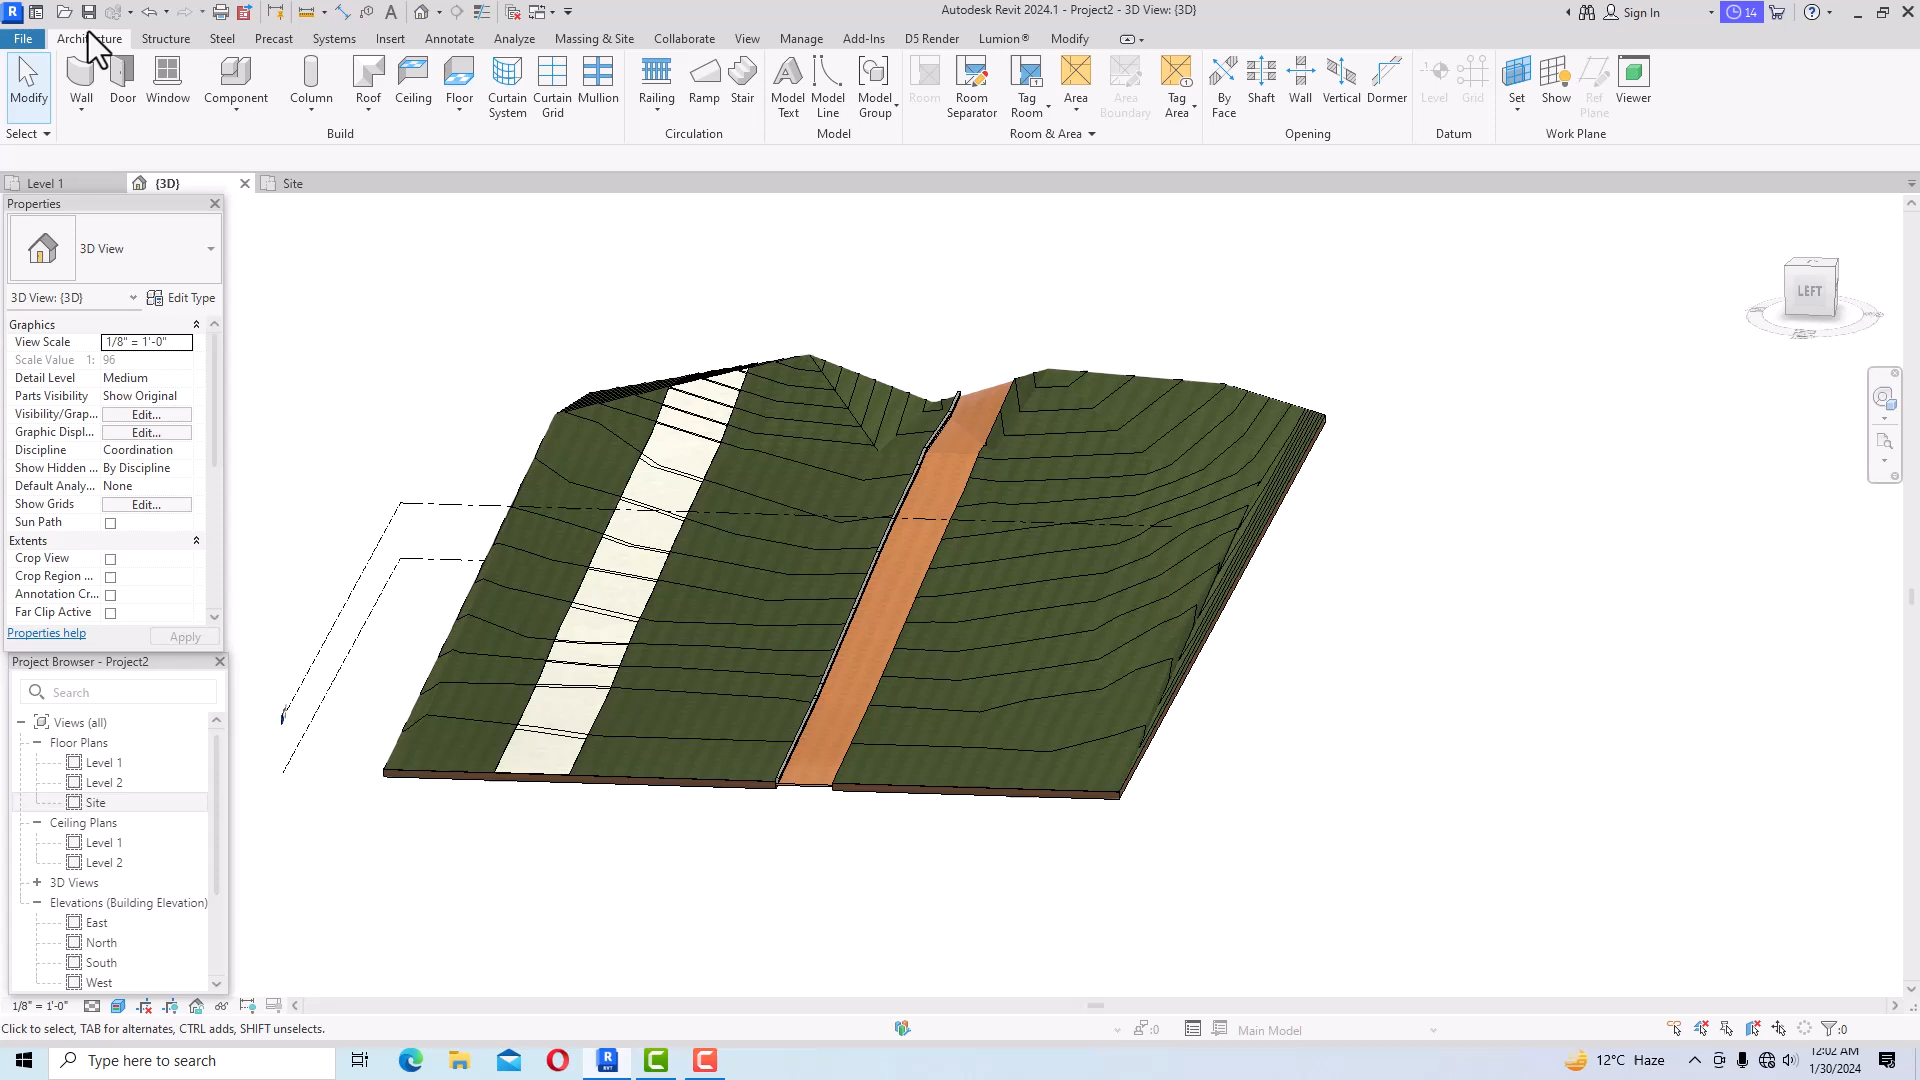 Autodesk Revit 2024.1 - Project2 - 3D View: {3D}
Sign In
14
File Architecture Structure Steel Precast Systems Insert Annotate Analyze Massing & Site Collaborate View Manage Add-Ins D5 Render Lumion® Modify
Modify Wall Door Window Component Column Roof Ceiling Floor Curtain System Curtain Grid Mullion Railing Ramp Stair Model Text Model Line Model Group Room Room Separator Tag Room Area Area Boundary Tag Area By Face Shaft Wall Vertical Dormer Level Grid Set Show Ref Plane Viewer
Select Build Circulation Model Room & Area Opening Datum Work Plane
Level 1 {3D} Site
Properties
3D View
3D View: {3D} Edit Type
Graphics
View Scale 1/8" = 1'-0"
Scale Value 1: 96
Detail Level Medium
Parts Visibility Show Original
Visibility/Grap... Edit...
Graphic Displ... Edit...
Discipline Coordination
Show Hidden ... By Discipline
Default Analy... None
Show Grids Edit...
Sun Path
Extents
Crop View
Crop Region ...
Annotation Cr...
Far Clip Active
Properties help Apply
Project Browser - Project2
Search
Views (all)
Floor Plans
Level 1
Level 2
Site
Ceiling Plans
Level 1
Level 2
3D Views
Elevations (Building Elevation)
East
North
South
West
LEFT
1/8" = 1'-0"
Click to select, TAB for alternates, CTRL adds, SHIFT unselects.
:0 Main Model :0
Type here to search
12°C Haze
12:02 AM
1/30/2024